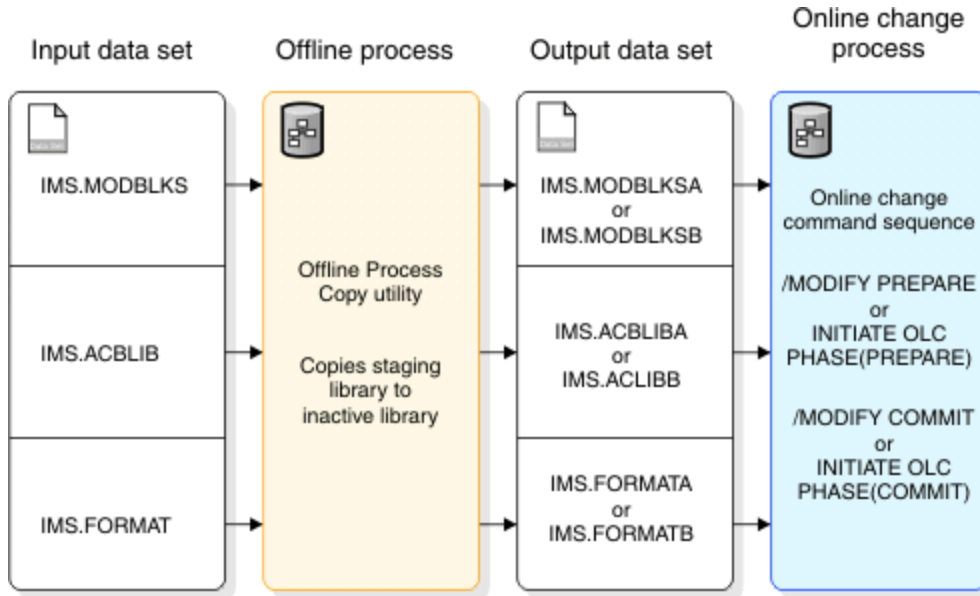 Input data set
Offline process
Output data set
Online change
process
IMS.MODBLKS
IMS.ACBLIB
IMS.FORMAT
Offline Process
Copy utility
Copies staging
library to
inactive library
IMS.MODBLKSA
or
IMS.MODBLKSB
IMS.ACBLIBA
or
IMS.ACLIBB
IMS.FORMATA
or
IMS.FORMATB
Online change
command sequence
/MODIFY PREPARE
or
INITIATE OLC
PHASE(PREPARE)
/MODIFY COMMIT
or
INITIATE OLC
PHASE(COMMIT)